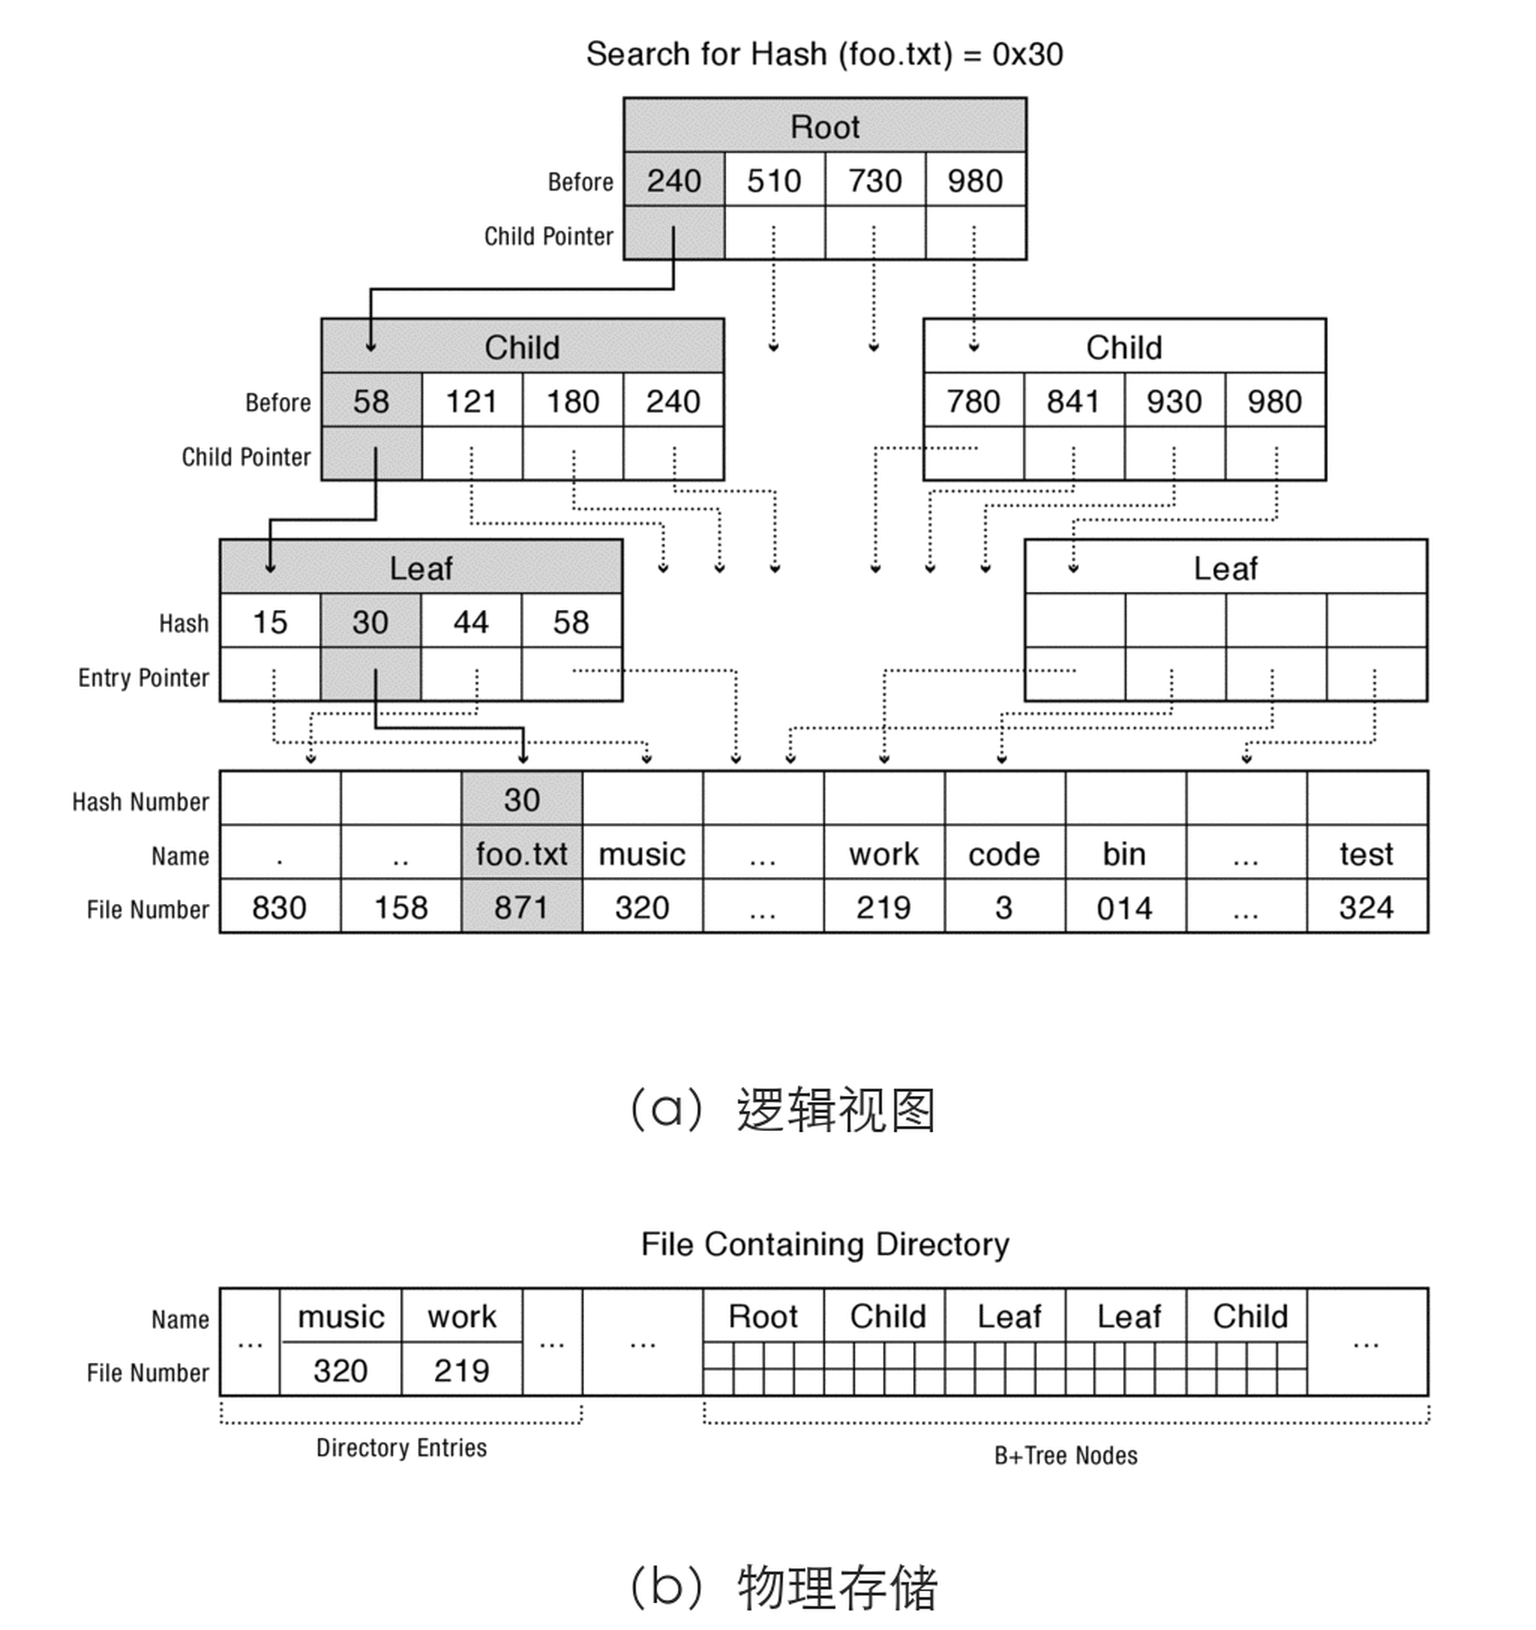 Search for Hash (foo.txt) = 0x30
Root
Before 240 510 730 980
Child Pointer
Child Child
Before 58 121 180 240 780 841 930 980
Child Pointer
Leaf Leaf
Hash 15 30 44 58
Entry Pointer
Hash Number 30
Name . .. foo.txt music ... work code bin ... test
File Number 830 158 871 320 ... 219 3 014 ... 324
（a）逻辑视图
File Containing Directory
Name music work Root Child Leaf Leaf Child
... ... ... ...
File Number 320 219
Directory Entries
B+Tree Nodes
（b）物理存储